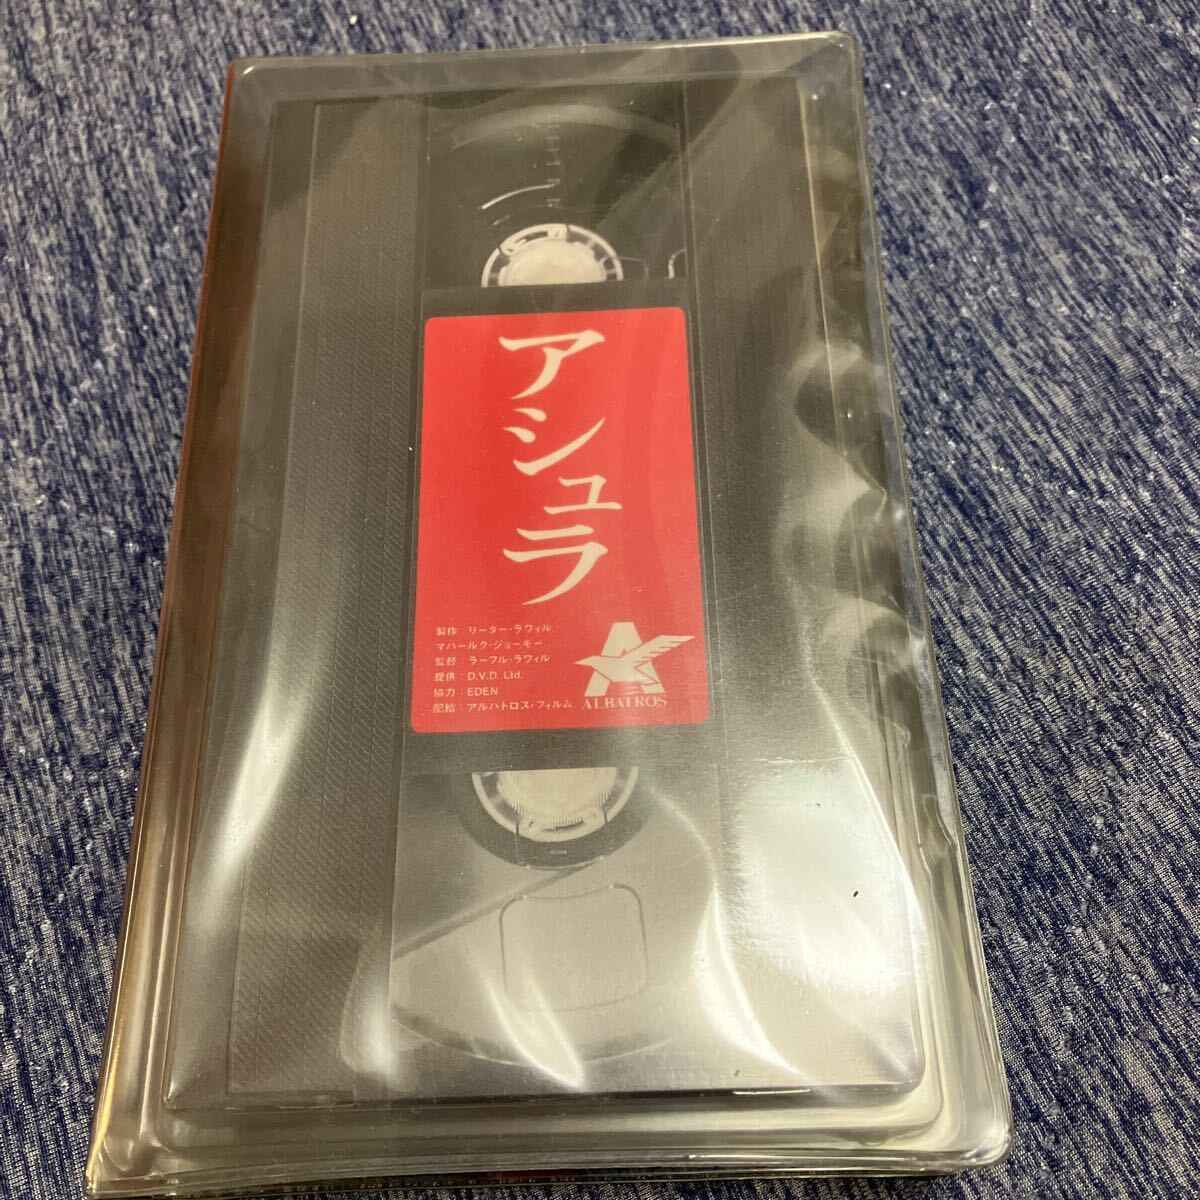 アシュラ
製作：リーター・ラヴィル
マハールク・ジョーキー
監督：ラーフル・ラヴィル
提供：D.V.D. Ltd.
協力：EDEN
配給：アルバトロス・フィルム
A
ALBATROS